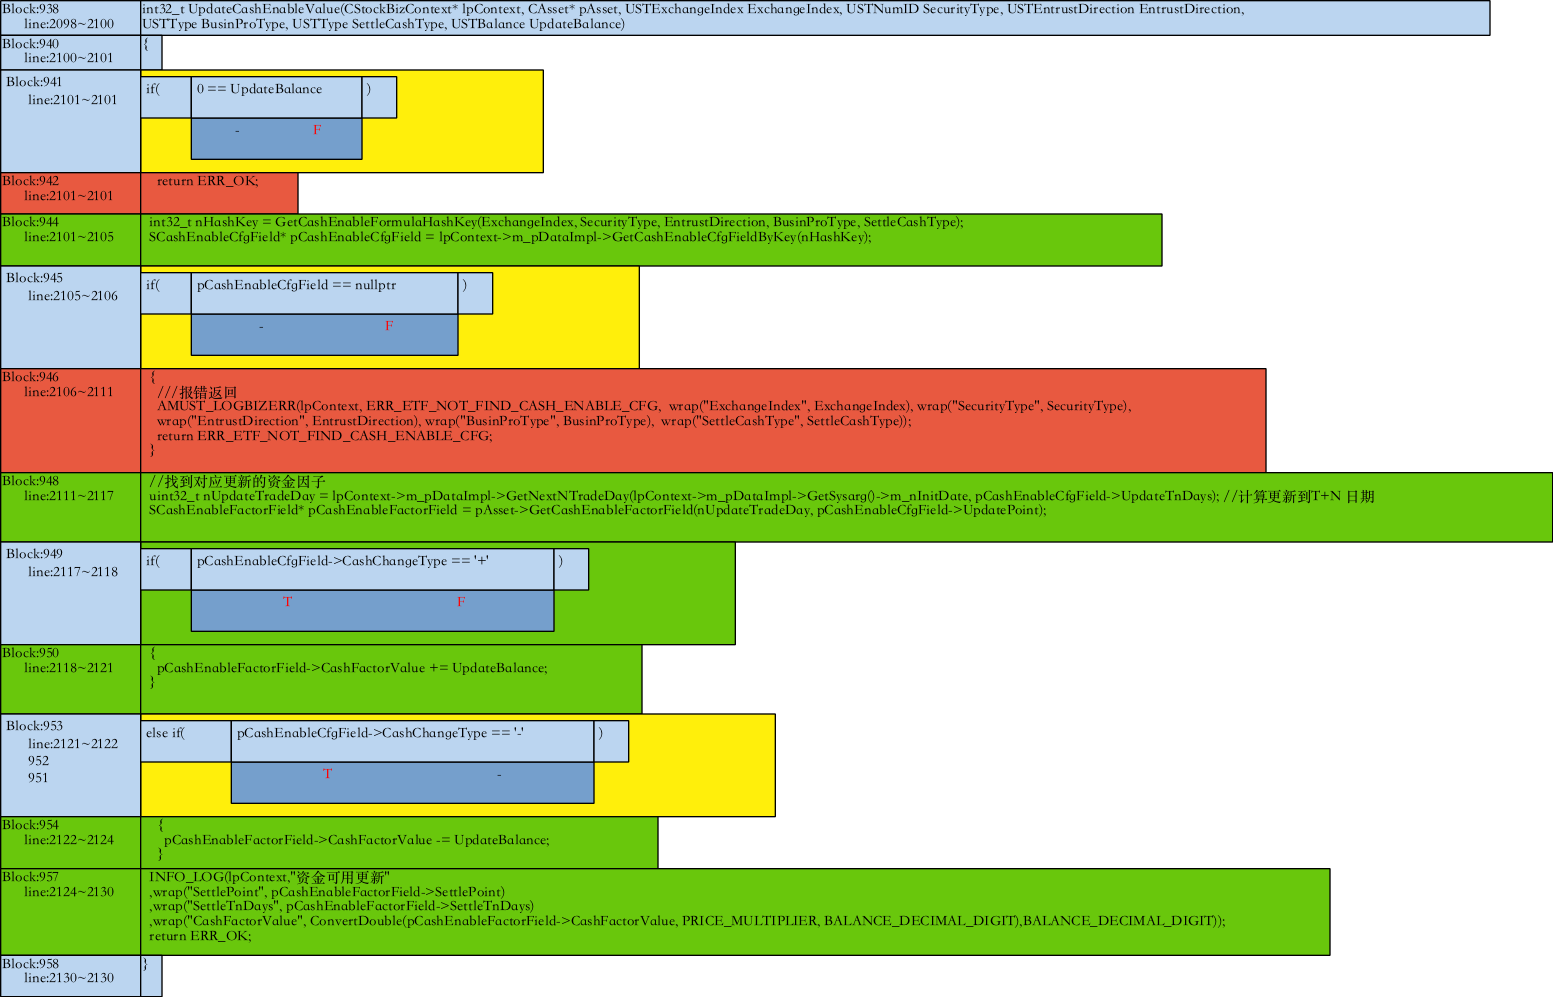 Block:938
line:2098~2100
int32_t UpdateCashEnableValue(CStockBizContext* lpContext, CAsset* pAsset, USTExchangeIndex ExchangeIndex, USTNumID SecurityType, USTEntrustDirection EntrustDirection,
USTType BusinProType, USTType SettleCashType, USTBalance UpdateBalance)
Block:940
line:2100~2101
{
Block:941
line:2101~2101
if( 0 == UpdateBalance )
- F
Block:942
line:2101~2101
return ERR_OK;
Block:944
line:2101~2105
int32_t nHashKey = GetCashEnableFormulaHashKey(ExchangeIndex, SecurityType, EntrustDirection, BusinProType, SettleCashType);
SCashEnableCfgField* pCashEnableCfgField = lpContext->m_pDataImpl->GetCashEnableCfgFieldByKey(nHashKey);
Block:945
line:2105~2106
if( pCashEnableCfgField == nullptr )
- F
Block:946
line:2106~2111
{
///报错返回
AMUST_LOGBIZERR(lpContext, ERR_ETF_NOT_FIND_CASH_ENABLE_CFG, wrap("ExchangeIndex", ExchangeIndex), wrap("SecurityType", SecurityType),
wrap("EntrustDirection", EntrustDirection), wrap("BusinProType", BusinProType), wrap("SettleCashType", SettleCashType));
return ERR_ETF_NOT_FIND_CASH_ENABLE_CFG;
}
Block:948
line:2111~2117
//找到对应更新的资金因子
uint32_t nUpdateTradeDay = lpContext->m_pDataImpl->GetNextNTradeDay(lpContext->m_pDataImpl->GetSysarg()->m_nInitDate, pCashEnableCfgField->UpdateTnDays); //计算更新到T+N 日期
SCashEnableFactorField* pCashEnableFactorField = pAsset->GetCashEnableFactorField(nUpdateTradeDay, pCashEnableCfgField->UpdatePoint);
Block:949
line:2117~2118
if( pCashEnableCfgField->CashChangeType == '+' )
T F
Block:950
line:2118~2121
{
pCashEnableFactorField->CashFactorValue += UpdateBalance;
}
Block:953
line:2121~2122
952
951
else if( pCashEnableCfgField->CashChangeType == '-' )
T -
Block:954
line:2122~2124
{
pCashEnableFactorField->CashFactorValue -= UpdateBalance;
}
Block:957
line:2124~2130
INFO_LOG(lpContext,"资金可用更新"
,wrap("SettlePoint", pCashEnableFactorField->SettlePoint)
,wrap("SettleTnDays", pCashEnableFactorField->SettleTnDays)
,wrap("CashFactorValue", ConvertDouble(pCashEnableFactorField->CashFactorValue, PRICE_MULTIPLIER, BALANCE_DECIMAL_DIGIT),BALANCE_DECIMAL_DIGIT));
return ERR_OK;
Block:958
line:2130~2130
}